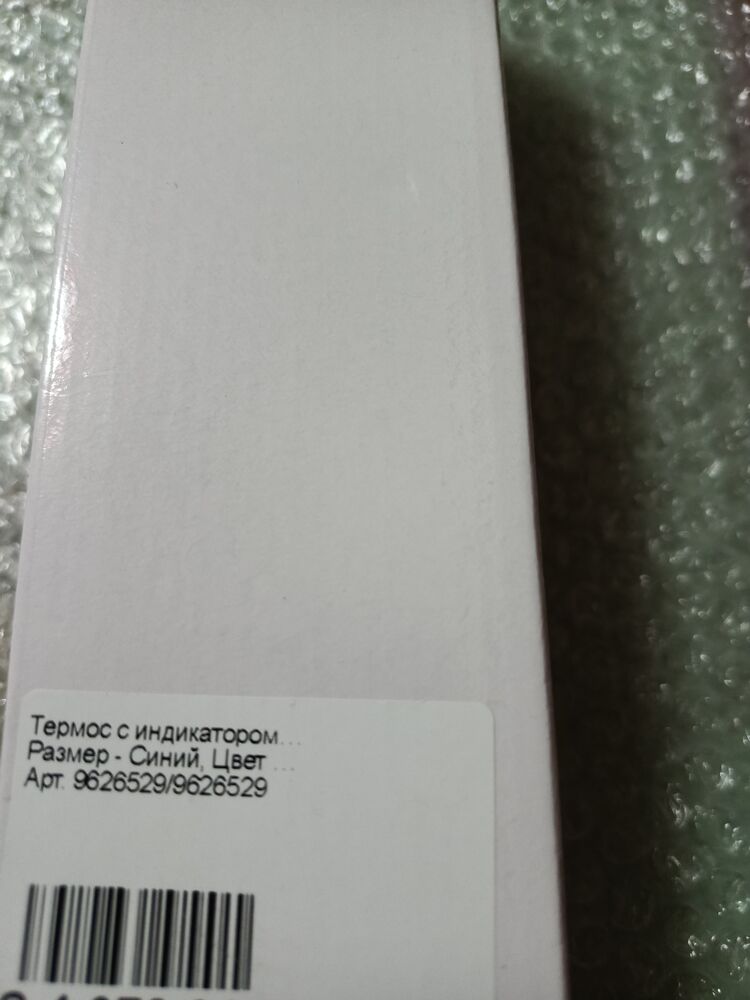 Термос с индикатором...
Размер - Синий, Цвет ...
Арт. 9626529/9626529